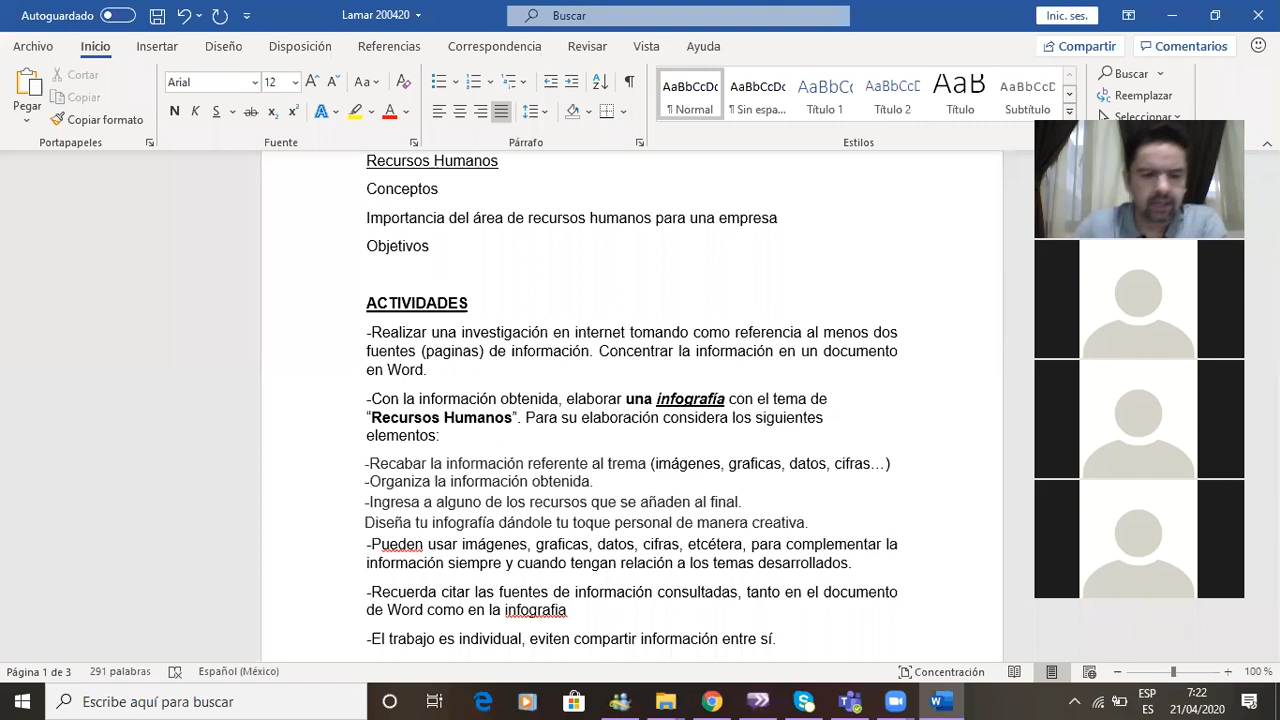 Autoguardado
Lamar 200420
Buscar
Inic. ses.
Archivo Inicio Insertar Diseño Disposición Referencias Correspondencia Revisar Vista Ayuda
Compartir Comentarios
Pegar
Cortar
Copiar
Copiar formato
Portapapeles
Arial 12
Aa
N K S ab x₂ x²
A A
Fuente
Párrafo
AaBbCcDc AaBbCcDc AaBbCc AaBbCcD AaB AaBbCcD
¶ Normal ¶ Sin espa... Título 1 Título 2 Título Subtítulo
Estilos
Buscar
Reemplazar
Seleccionar
Recursos Humanos
Conceptos
Importancia del área de recursos humanos para una empresa
Objetivos
ACTIVIDADES
-Realizar una investigación en internet tomando como referencia al menos dos
fuentes (paginas) de información. Concentrar la información en un documento
en Word.
-Con la información obtenida, elaborar una infografía con el tema de
“Recursos Humanos”. Para su elaboración considera los siguientes
elementos:
-Recabar la información referente al trema (imágenes, graficas, datos, cifras…)
-Organiza la información obtenida.
-Ingresa a alguno de los recursos que se añaden al final.
Diseña tu infografía dándole tu toque personal de manera creativa.
-Pueden usar imágenes, graficas, datos, cifras, etcétera, para complementar la
información siempre y cuando tengan relación a los temas desarrollados.
-Recuerda citar las fuentes de información consultadas, tanto en el documento
de Word como en la infografia
-El trabajo es individual, eviten compartir información entre sí.
Página 1 de 3 291 palabras Español (México) Concentración 100 %
Escribe aquí para buscar
ESP 7:22
ES 21/04/2020